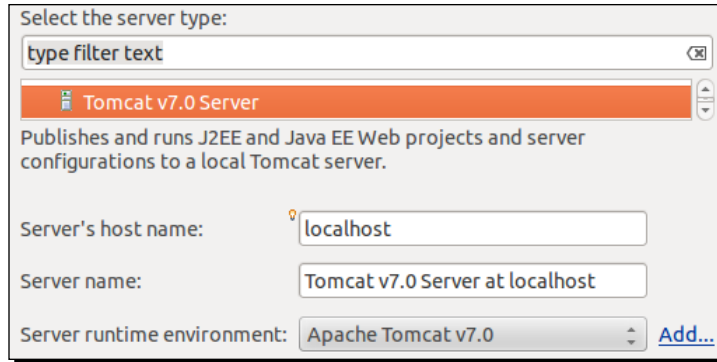 Select the server type:
type filter text
Tomcat v7.0 Server
Publishes and runs J2EE and Java EE Web projects and server
configurations to a local Tomcat server.
Server's host name: localhost
Server name: Tomcat v7.0 Server at localhost
Server runtime environment: Apache Tomcat v7.0 Add...